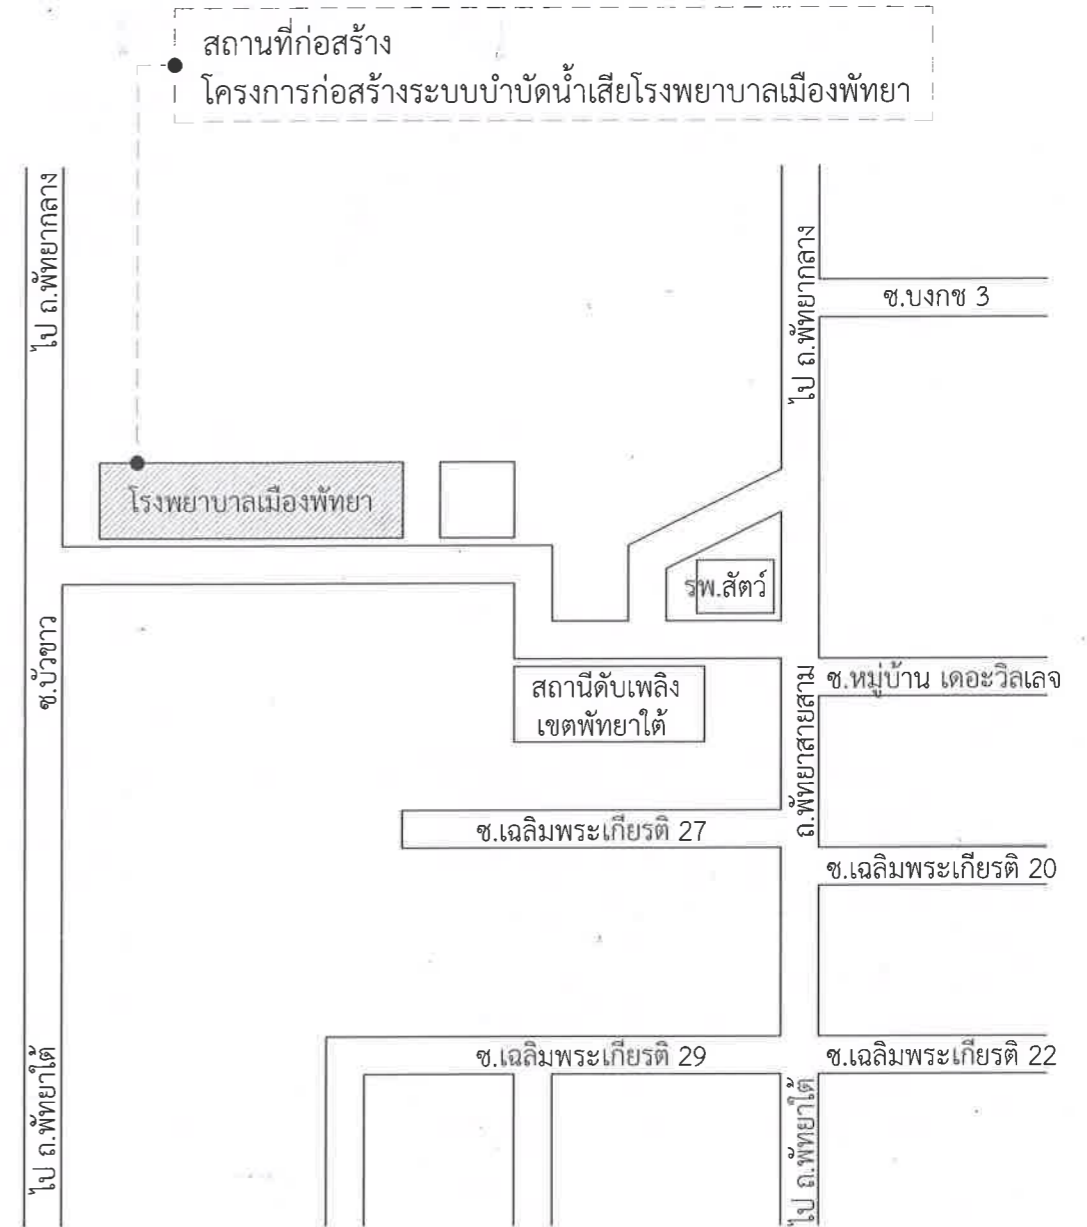 สถานที่ก่อสร้าง
โครงการก่อสร้างระบบบำบัดน้ำเสียโรงพยาบาลเมืองพัทยา
ไป ถ.พัทยากลาง
ไป ถ.พัทยากลาง
ซ.บงกช 3
โรงพยาบาลเมืองพัทยา
รพ.สัตว์
ซ.บัวขาว
สถานีดับเพลิง
เขตพัทยาใต้
ซ.หมู่บ้าน เดอะวิลเลจ
ถ.พัทยาสายสาม
ซ.เฉลิมพระเกียรติ 27
ซ.เฉลิมพระเกียรติ 20
ซ.เฉลิมพระเกียรติ 29
ซ.เฉลิมพระเกียรติ 22
ไป ถ.พัทยาใต้
ไป ถ.พัทยาใต้